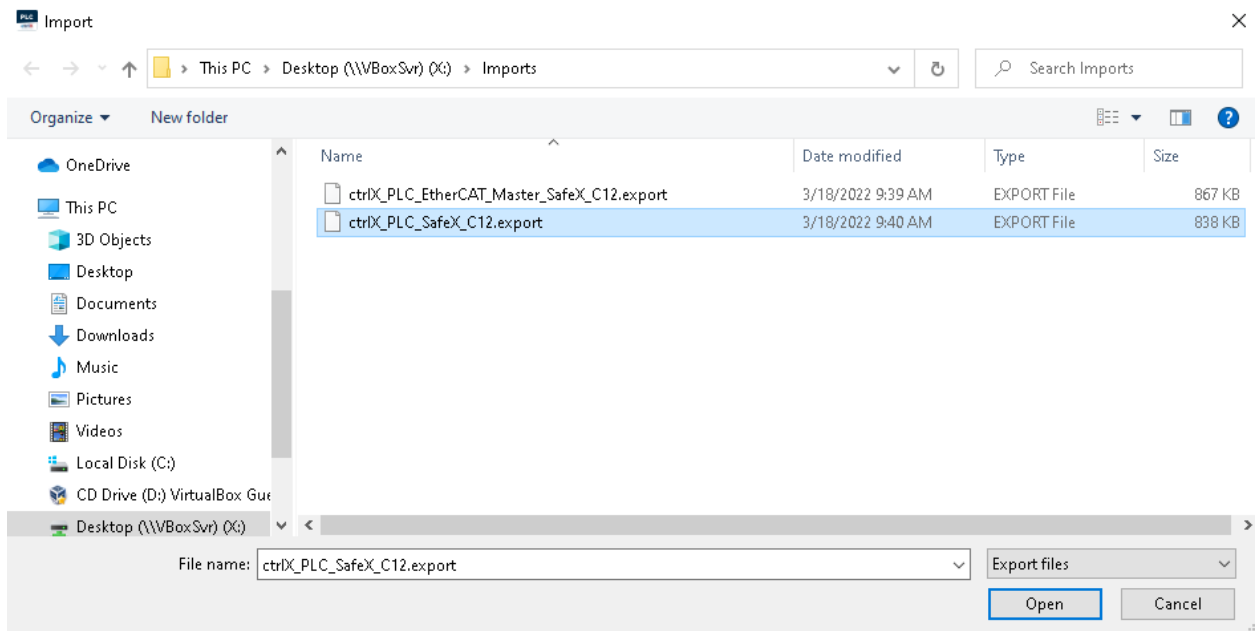 PLC
Import
This PC > Desktop (\\VBoxSvr) (X:) > Imports
Search Imports
Organize
New folder
OneDrive
This PC
3D Objects
Desktop
Documents
Downloads
Music
Pictures
Videos
Local Disk (C:)
CD Drive (D:) VirtualBox Gue
Desktop (\\VBoxSvr) (X:)
Name Date modified Type Size
ctrlX_PLC_EtherCAT_Master_SafeX_C12.export 3/18/2022 9:39 AM EXPORT File 867 KB
ctrlX_PLC_SafeX_C12.export 3/18/2022 9:40 AM EXPORT File 838 KB
File name: ctrlX_PLC_SafeX_C12.export Export files
Open Cancel